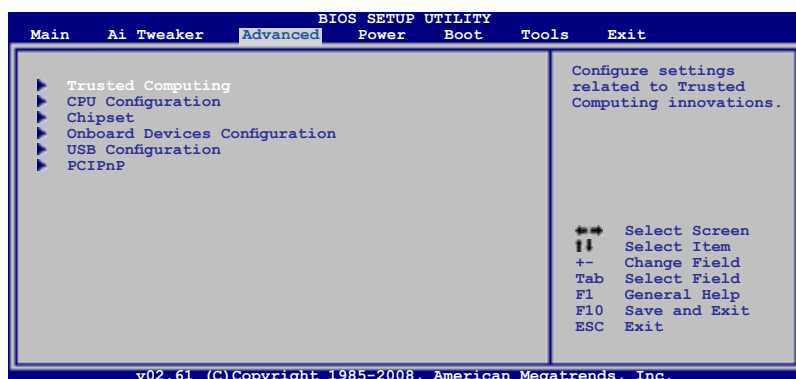 BIOS SETUP UTILITY
Main Ai Tweaker Advanced Power Boot Tools Exit
Trusted Computing
CPU Configuration
Chipset
Onboard Devices Configuration
USB Configuration
PCIPnP
Configure settings
related to Trusted
Computing innovations.
Select Screen
Select Item
+- Change Field
Tab Select Field
F1 General Help
F10 Save and Exit
ESC Exit
v02.61 (C)Copyright 1985-2008, American Megatrends, Inc.